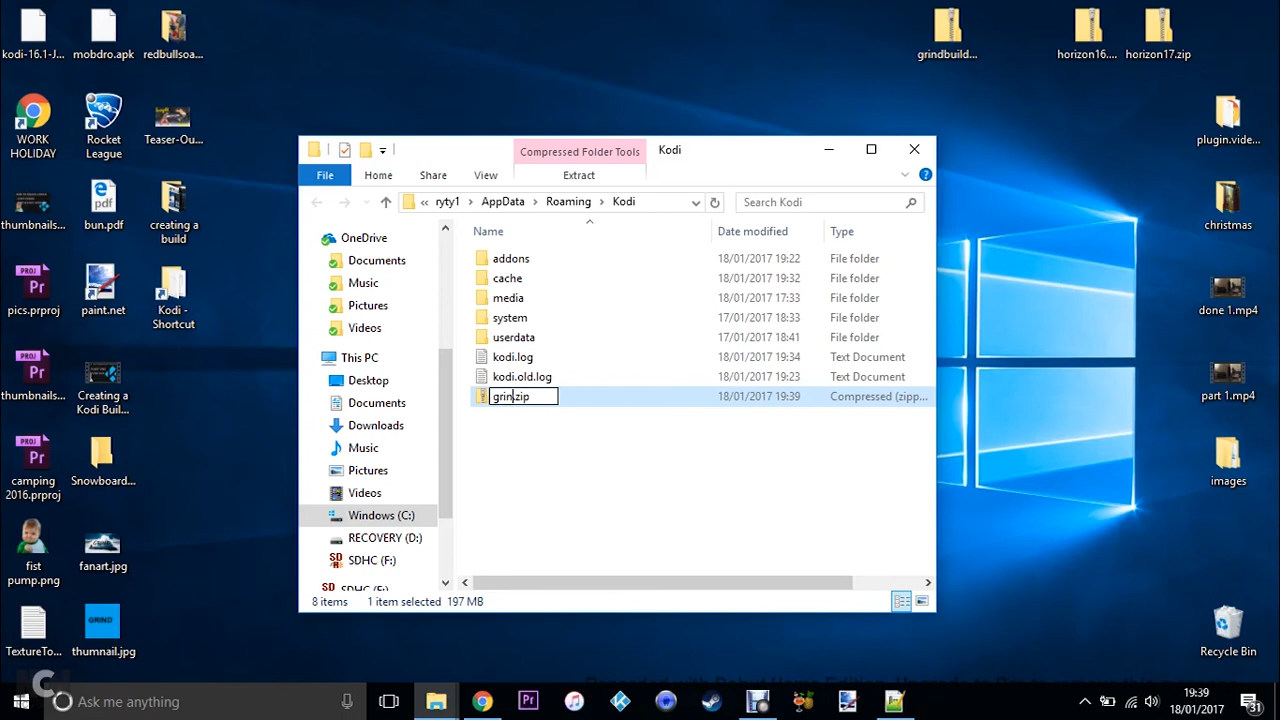 kodi-16.1-J...
mobdro.apk
redbullsoa...
grindbuild...
horizon16....
horizon17.zip
WORK
HOLIDAY
Rocket
League
Teaser-Ou...
plugin.vide...
thumbnails...
bun.pdf
creating a
build
christmas
PROJ
Pr
pics.prproj
paint.net
Kodi -
Shortcut
done 1.mp4
PROJ
Pr
thumbnails...
Creating a
Kodi Buil...
part 1.mp4
PROJ
Pr
camping
2016.prproj
Snowboard...
images
fist
pump.png
fanart.jpg
GRIND
TextureTo...
thumnail.jpg
Recycle Bin
Compressed Folder Tools
Kodi
File
Home
Share
View
Extract
« ryty1 > AppData > Roaming > Kodi
Search Kodi
OneDrive
Documents
Music
Pictures
Videos
This PC
Desktop
Documents
Downloads
Music
Pictures
Videos
Windows (C:)
RECOVERY (D:)
SDHC (F:)
Name Date modified Type
addons 18/01/2017 19:22 File folder
cache 18/01/2017 19:32 File folder
media 18/01/2017 17:33 File folder
system 17/01/2017 18:33 File folder
userdata 17/01/2017 18:41 File folder
kodi.log 18/01/2017 19:34 Text Document
kodi.old.log 18/01/2017 19:23 Text Document
grin.zip 18/01/2017 19:39 Compressed (zipp...
8 items 1 item selected 197 MB
Ask me anything
19:39
18/01/2017
31